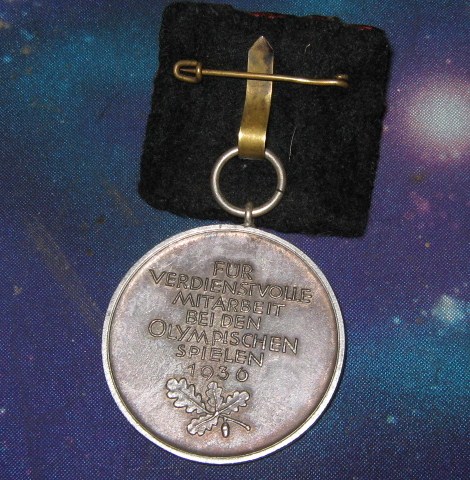 FÜR
VERDIENSTVOLLE
MITARBEIT
BEI DEN
OLYMPISCHEN
SPIELEN
1936